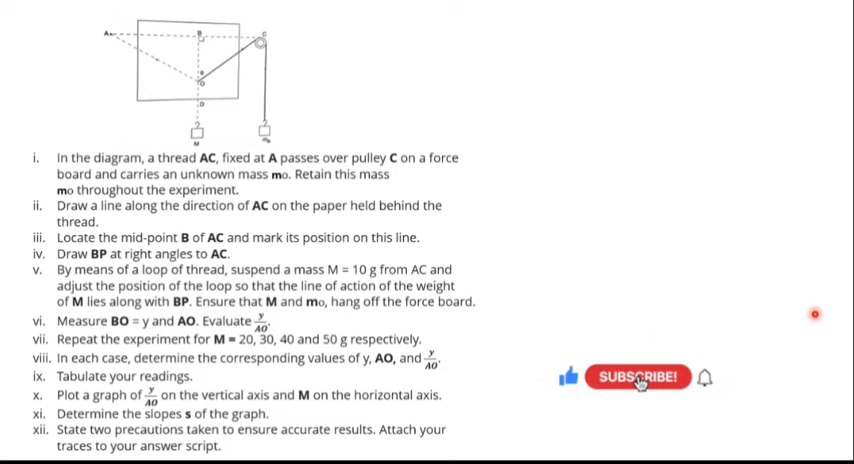 A
B
C
θ
O
D
M
m₀
i. In the diagram, a thread AC, fixed at A passes over pulley C on a force
board and carries an unknown mass mo. Retain this mass
mo throughout the experiment.
ii. Draw a line along the direction of AC on the paper held behind the
thread.
iii. Locate the mid-point B of AC and mark its position on this line.
iv. Draw BP at right angles to AC.
v. By means of a loop of thread, suspend a mass M = 10 g from AC and
adjust the position of the loop so that the line of action of the weight
of M lies along with BP. Ensure that M and m₀, hang off the force board.
vi. Measure BO = y and AO. Evaluate y/AO.
vii. Repeat the experiment for M = 20, 30, 40 and 50 g respectively.
viii. In each case, determine the corresponding values of y, AO, and y/AO.
ix. Tabulate your readings.
x. Plot a graph of y/AO on the vertical axis and M on the horizontal axis.
xi. Determine the slopes s of the graph.
xii. State two precautions taken to ensure accurate results. Attach your
traces to your answer script.
SUBSCRIBE!